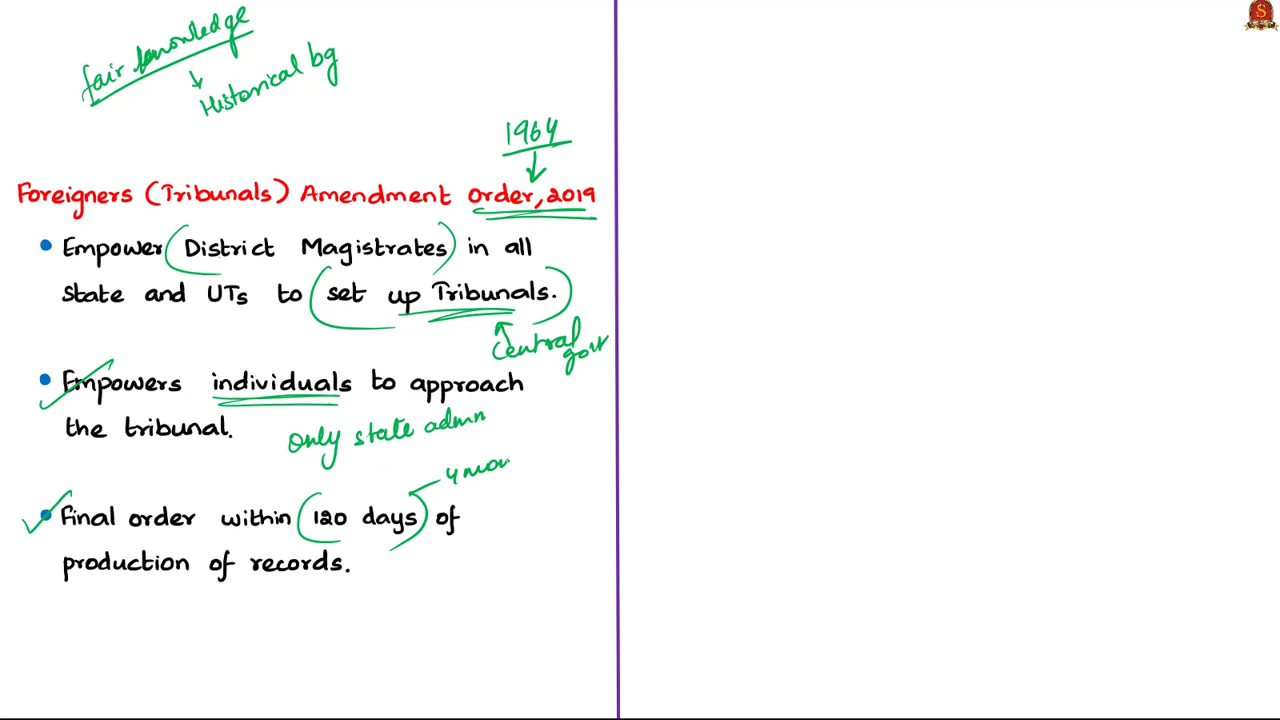 fair knowledge
Historical bg
1964
Foreigners (Tribunals) Amendment Order, 2019
Empower (District Magistrates) in all
State and UTs to (set up Tribunals.)
Central
govt
Empowers individuals to approach
the tribunal.
Only state admn
4 mon
Final order within (120 days) of
production of records.